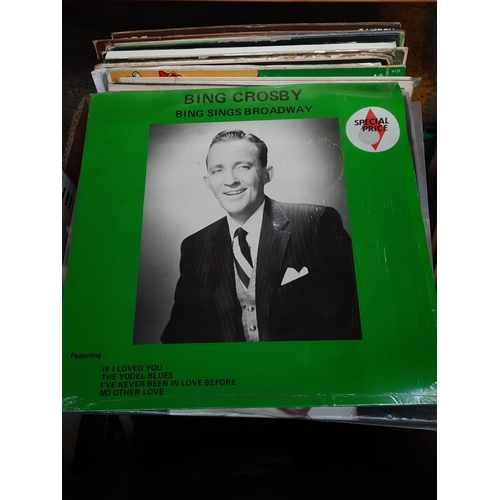 BING CROSBY
BING SINGS BROADWAY
SPECIAL
PRICE
Featuring
IF I LOVED YOU
THE YODEL BLUES
I'VE NEVER BEEN IN LOVE BEFORE
NO OTHER LOVE